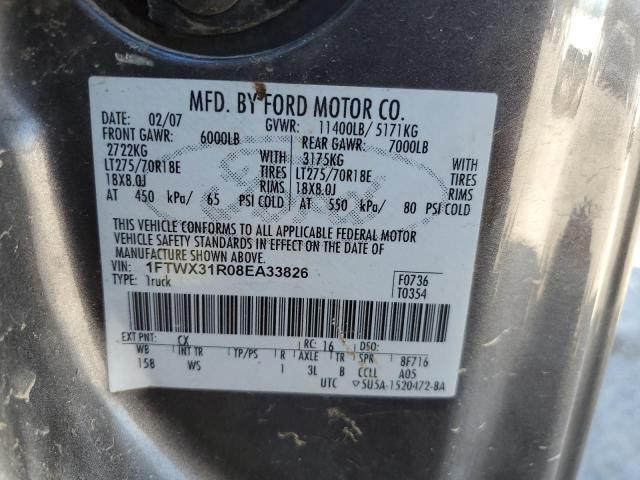 MFD. BY FORD MOTOR CO.
DATE: 02/07 GVWR: 11400LB/ 5171KG
FRONT GAWR: 6000LB REAR GAWR: 7000LB
2722KG WITH 3175KG WITH
LT275/70R18E TIRES LT275/70R18E TIRES
18X8.0J RIMS 18X8.0J RIMS
AT 450 kPa/ 65 PSI COLD AT 550 kPa/ 80 PSI COLD
THIS VEHICLE CONFORMS TO ALL APPLICABLE FEDERAL MOTOR
VEHICLE SAFETY STANDARDS IN EFFECT ON THE DATE OF
MANUFACTURE SHOWN ABOVE.
VIN: 1FTWX31R08EA33826 F0736
TYPE: Truck T0354
EXT PNT: CX RC: 16 DSO:
WB INT TR TP/PS R AXLE TR SPR 8F716
158 WS 1 3L B CCLL A05
UTC 5U5A-1520472-BA
Ford